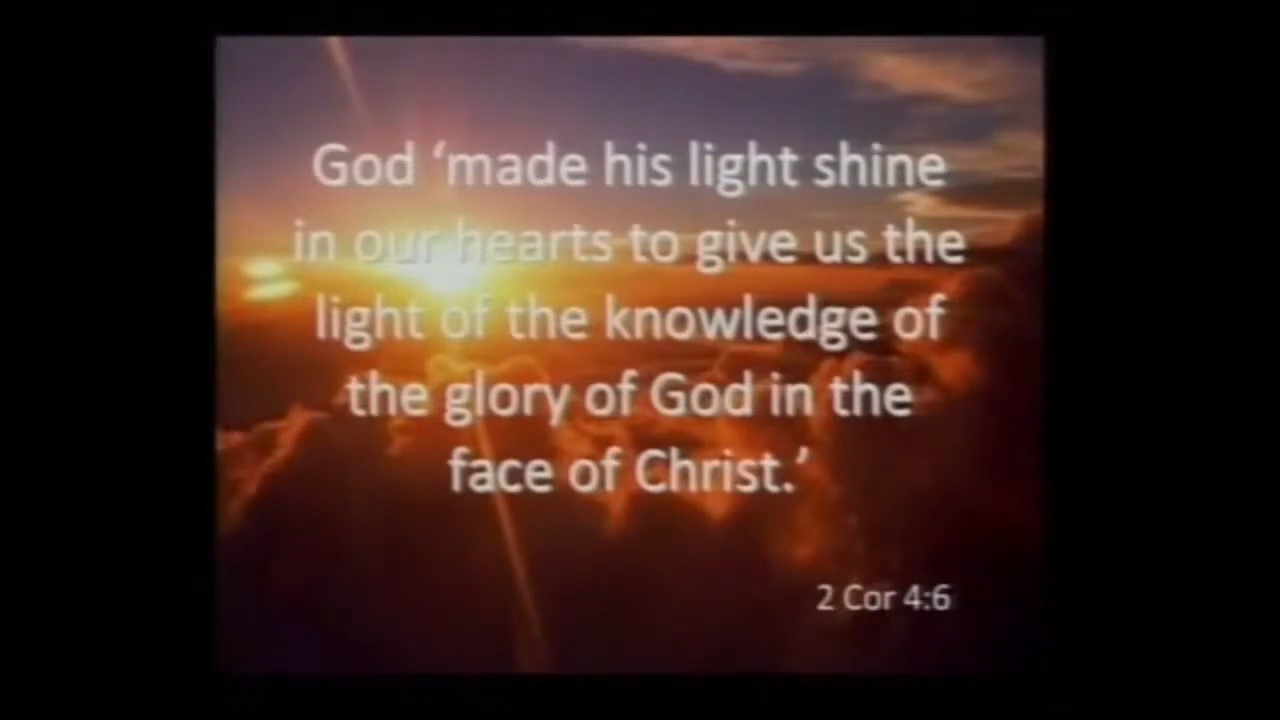 God ‘made his light shine
in our hearts to give us the
light of the knowledge of
the glory of God in the
face of Christ.’
2 Cor 4:6